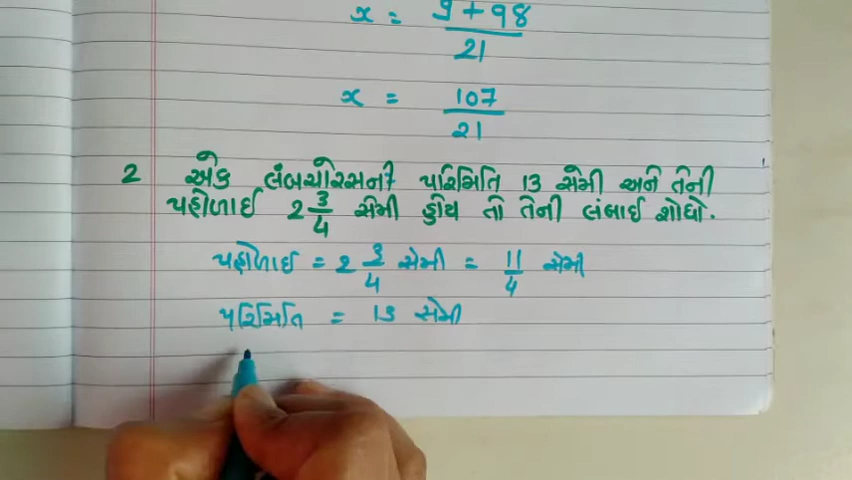 x = 9 + 98
21
x = 107
21
2 એક લંબચોરસની પરિમિતિ 13 સેમી અને તેની
પહોળાઈ 2 3/4 સેમી હોય તો તેની લંબાઈ શોધો.
પહોળાઈ = 2 3/4 સેમી = 11/4 સેમી
પરિમિતિ = 13 સેમી